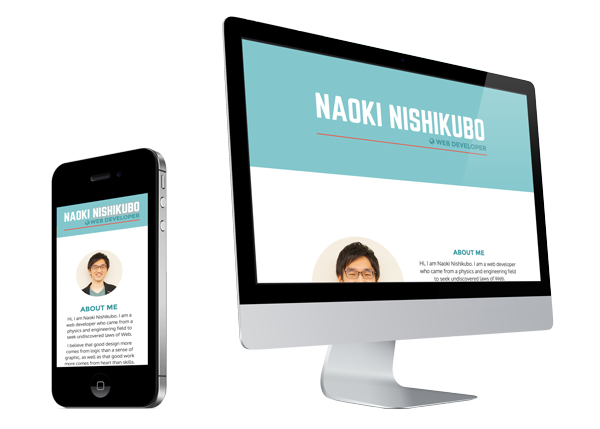 NAOKI NISHIKUBO
WEB DEVELOPER
ABOUT ME
Hi, I am Naoki Nishikubo. I am a
web developer who came from a
physics and engineering field to
seek undiscovered laws of Web.
I believe that good design more
comes from logic than a sense of
graphic, as well as that good work
more comes from heart than skills.
NAOKI NISHIKUBO
WEB DEVELOPER
ABOUT ME
Hi, I am Naoki Nishikubo. I am a web developer
who came from a physics and engineering field
to seek undiscovered laws of Web.